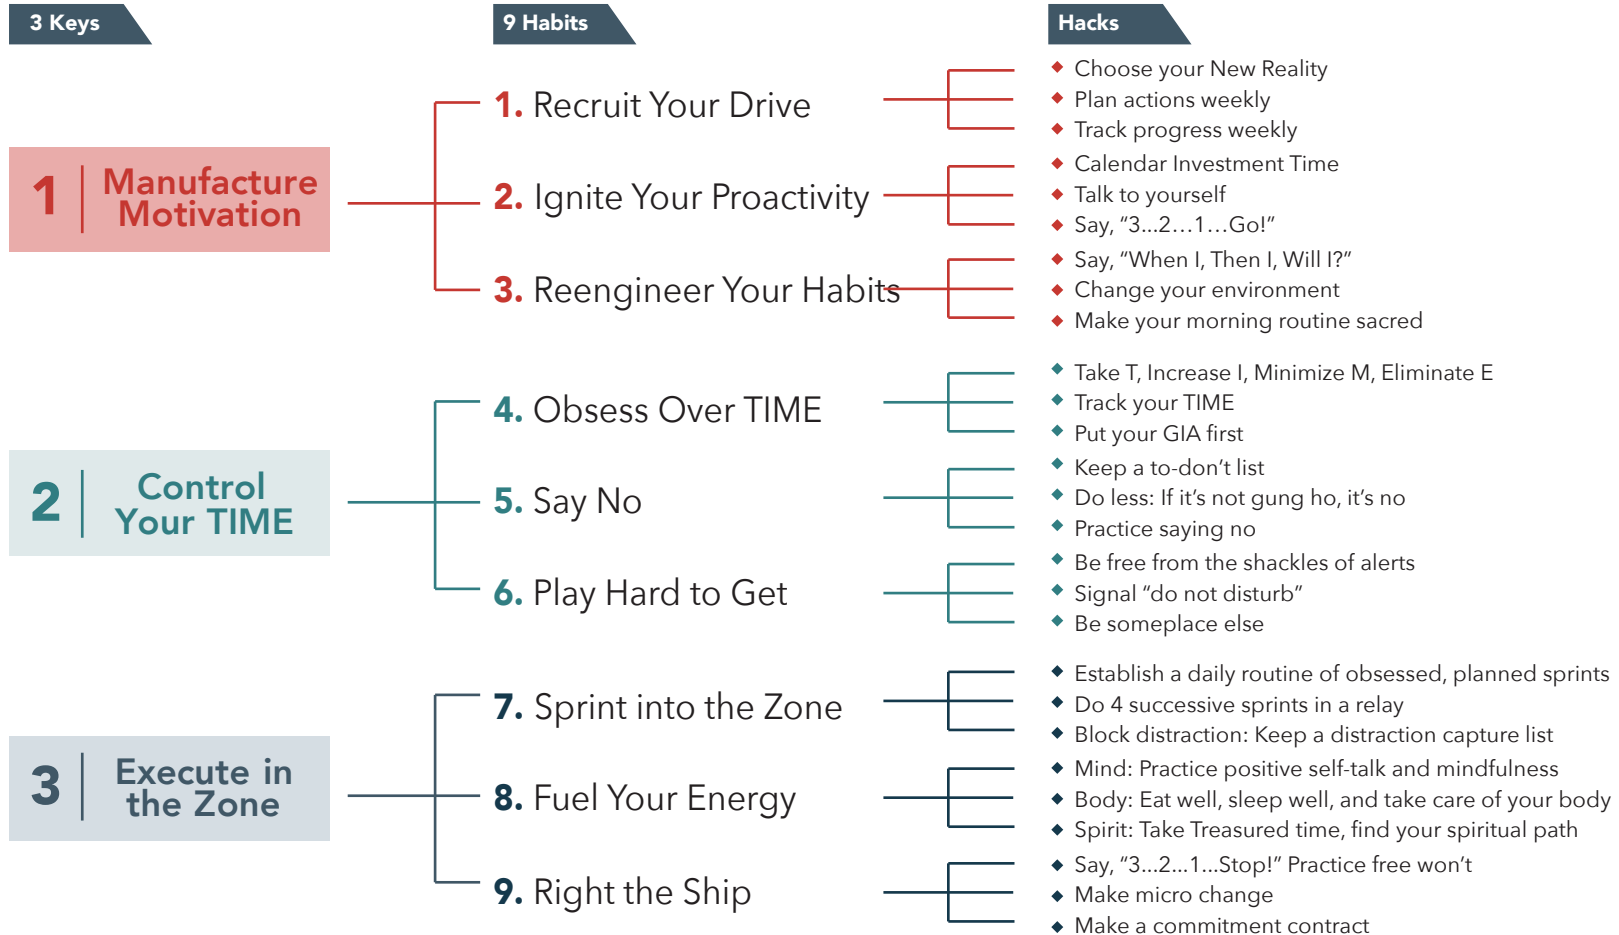 3 Keys
9 Habits
Hacks
1
Manufacture
Motivation
1. Recruit Your Drive
Choose your New Reality
Plan actions weekly
Track progress weekly
2. Ignite Your Proactivity
Calendar Investment Time
Talk to yourself
Say, “3...2...1...Go!”
3. Reengineer Your Habits
Say, “When I, Then I, Will I?”
Change your environment
Make your morning routine sacred
2
Control
Your TIME
4. Obsess Over TIME
Take T, Increase I, Minimize M, Eliminate E
Track your TIME
Put your GIA first
5. Say No
Keep a to-don’t list
Do less: If it’s not gung ho, it’s no
Practice saying no
6. Play Hard to Get
Be free from the shackles of alerts
Signal “do not disturb”
Be someplace else
3
Execute in
the Zone
7. Sprint into the Zone
Establish a daily routine of obsessed, planned sprints
Do 4 successive sprints in a relay
Block distraction: Keep a distraction capture list
8. Fuel Your Energy
Mind: Practice positive self-talk and mindfulness
Body: Eat well, sleep well, and take care of your body
Spirit: Take Treasured time, find your spiritual path
9. Right the Ship
Say, “3...2...1...Stop!” Practice free won’t
Make micro change
Make a commitment contract